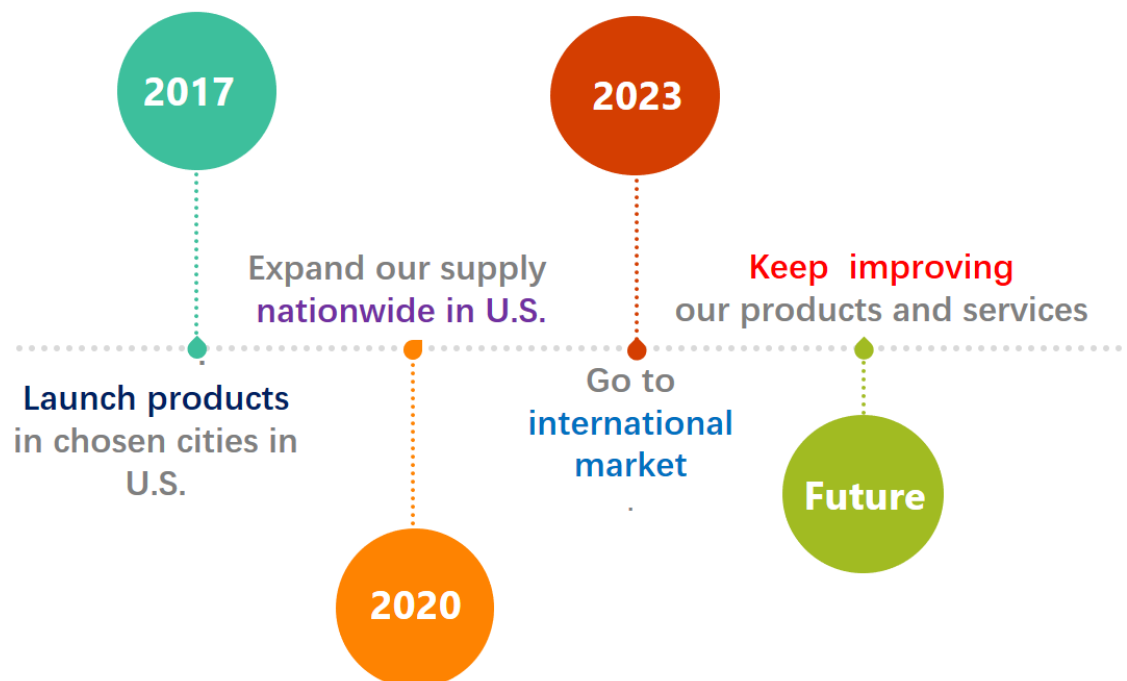 2017
2023
Expand our supply
nationwide in U.S.
Keep improving
our products and services
.
Launch products
in chosen cities in
U.S.
Go to
international
market
.
Future
2020